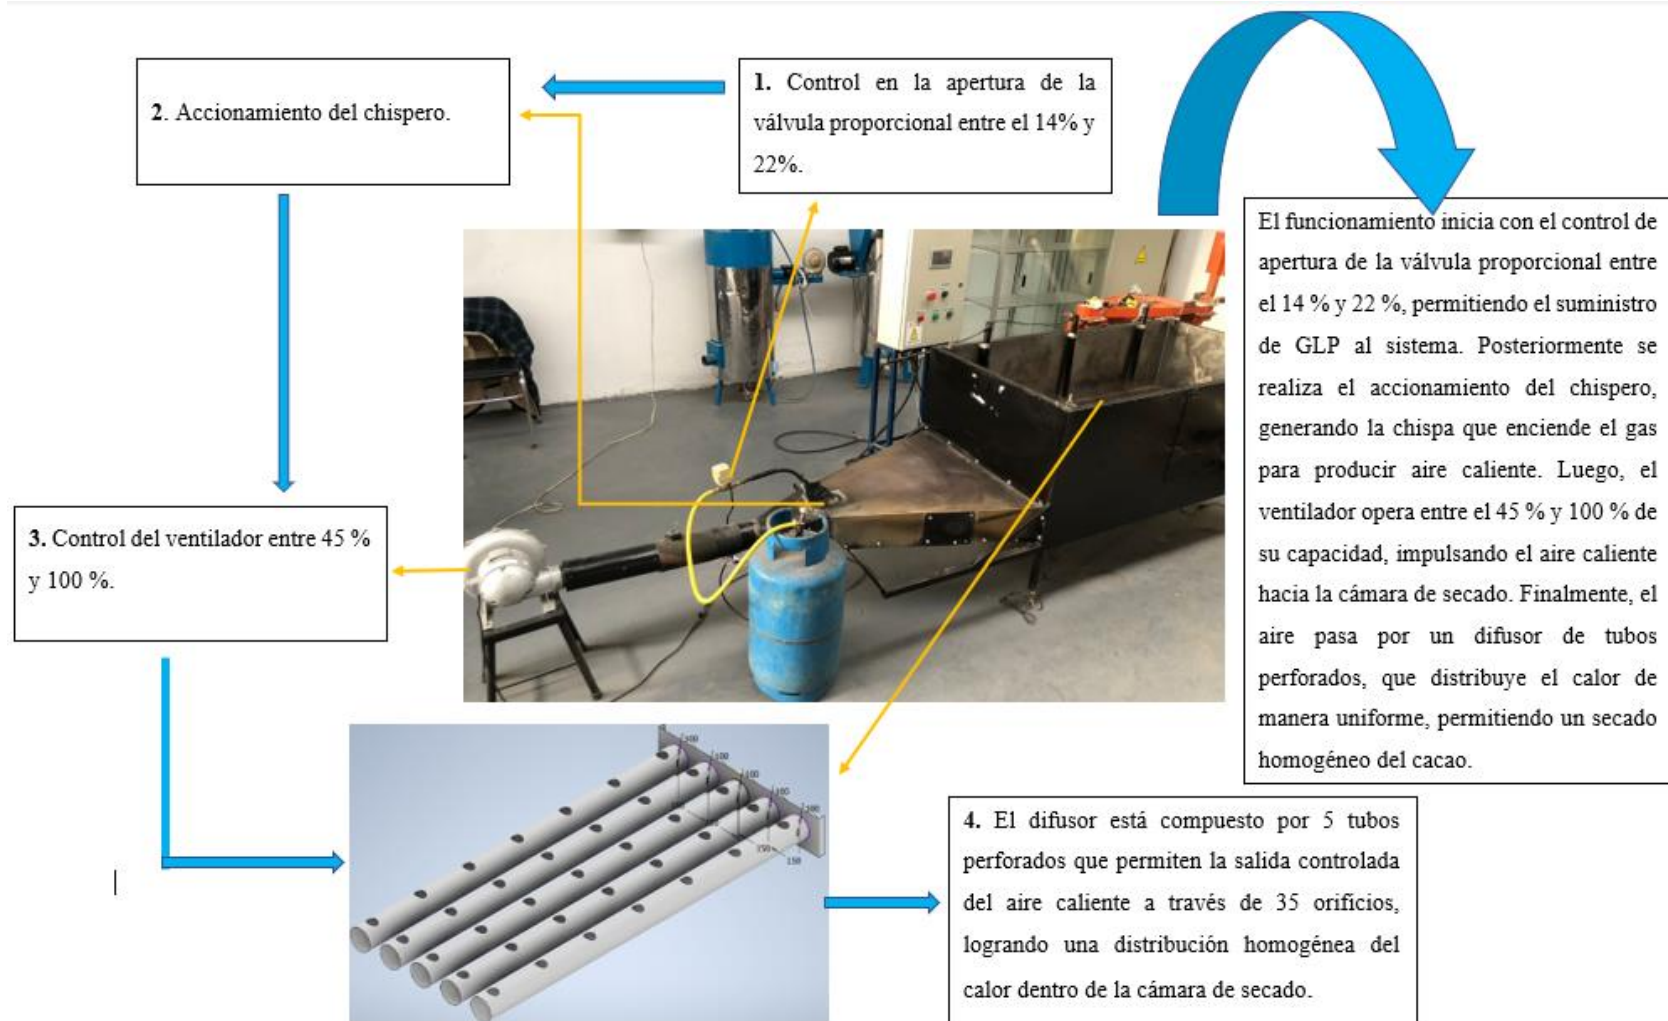 1. Control en la apertura de la
válvula proporcional entre el 14% y
22%.
2. Accionamiento del chispero.
3. Control del ventilador entre 45 %
y 100 %.
4. El difusor está compuesto por 5 tubos
perforados que permiten la salida controlada
del aire caliente a través de 35 orificios,
logrando una distribución homogénea del
calor dentro de la cámara de secado.
El funcionamiento inicia con el control de
apertura de la válvula proporcional entre
el 14 % y 22 %, permitiendo el suministro
de GLP al sistema. Posteriormente se
realiza el accionamiento del chispero,
generando la chispa que enciende el gas
para producir aire caliente. Luego, el
ventilador opera entre el 45 % y 100 % de
su capacidad, impulsando el aire caliente
hacia la cámara de secado. Finalmente, el
aire pasa por un difusor de tubos
perforados, que distribuye el calor de
manera uniforme, permitiendo un secado
homogéneo del cacao.
100
100
100
100
100
150
150